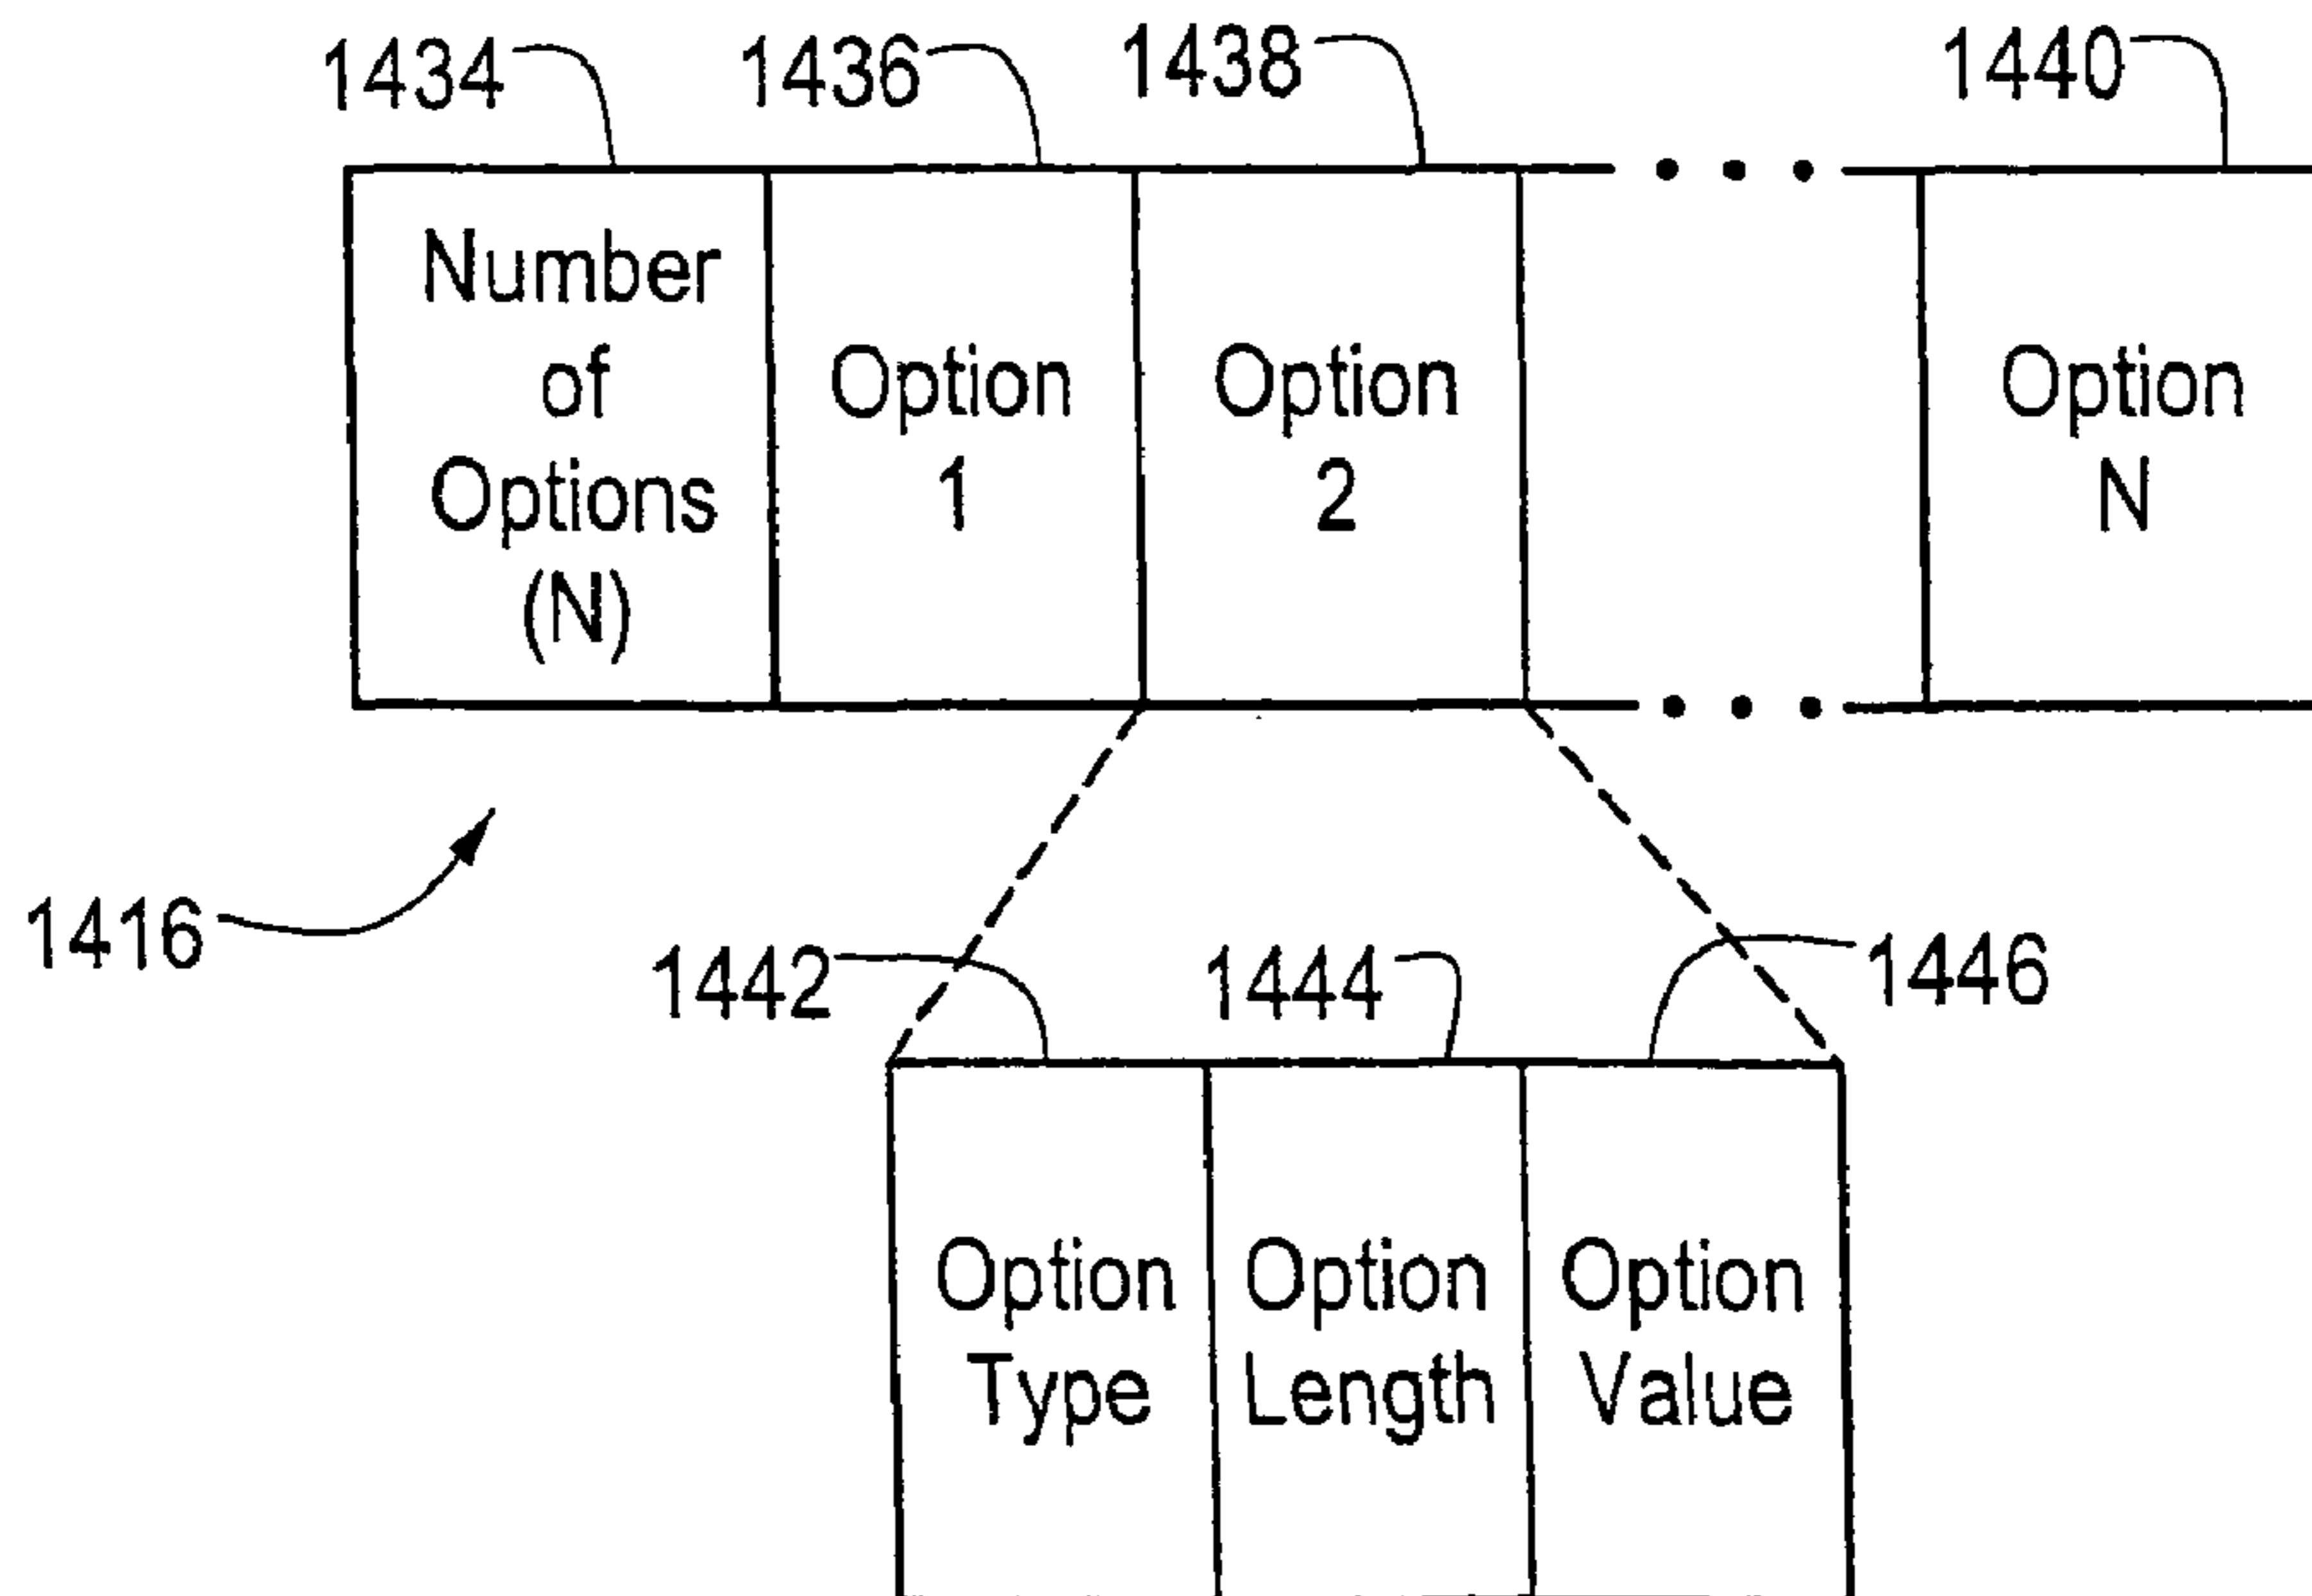 1434 1436 1438 1440
Number of Options (N)
Option 1
Option 2
Option N
1416
1442 1444 1446
Option Type
Option Length
Option Value